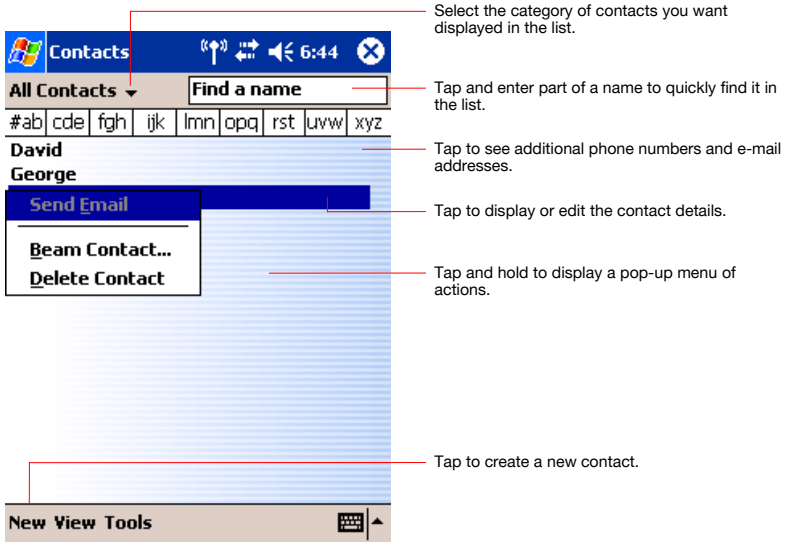 Select the category of contacts you want
displayed in the list.
Contacts 6:44
All Contacts Find a name
Tap and enter part of a name to quickly find it in
the list.
#ab cde fgh ijk lmn opq rst uvw xyz
David
Tap to see additional phone numbers and e-mail
addresses.
George
Send Email
Tap to display or edit the contact details.
Beam Contact...
Delete Contact
Tap and hold to display a pop-up menu of
actions.
Tap to create a new contact.
New View Tools